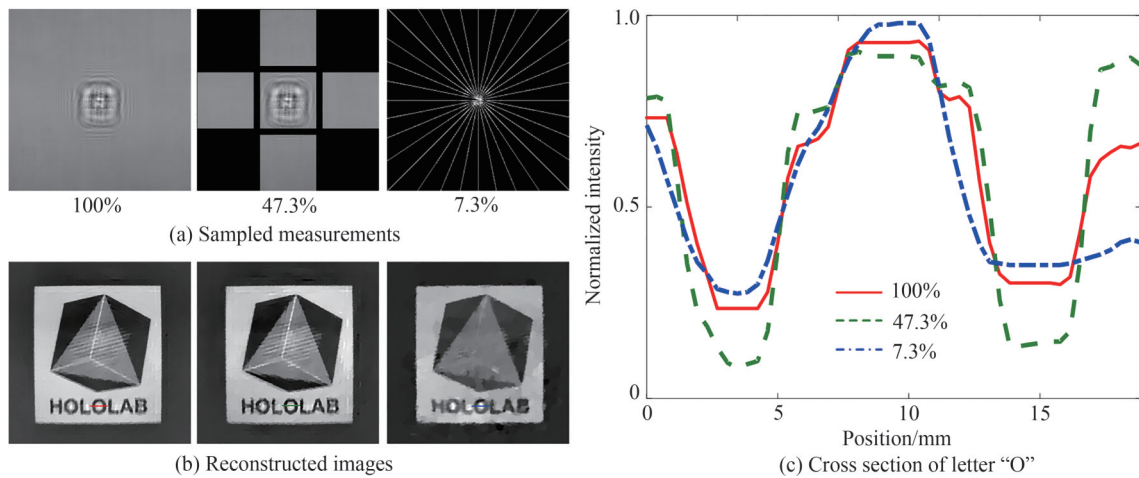 100%
47.3%
7.3%
(a) Sampled measurements
HOLOLAB
HOLOLAB
HOLOLAB
(b) Reconstructed images
1.0
0.5
0
Normalized intensity
100%
47.3%
7.3%
0
5
10
15
Position/mm
(c) Cross section of letter “O”